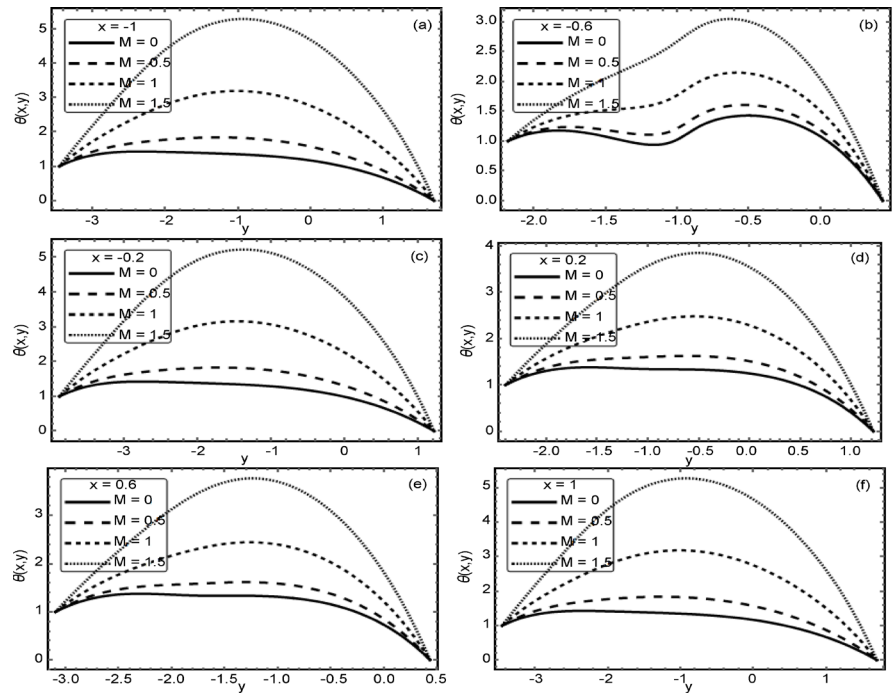 (a)
x = -1
M = 0
M = 0.5
M = 1
M = 1.5
θ(x,y)
5
4
3
2
1
0
-3 -2 -1 0 1
y
(b)
x = -0.6
M = 0
M = 0.5
M = 1
M = 1.5
θ(x,y)
3.0
2.5
2.0
1.5
1.0
0.5
0.0
-2.0 -1.5 -1.0 -0.5 0.0
y
(c)
x = -0.2
M = 0
M = 0.5
M = 1
M = 1.5
θ(x,y)
5
4
3
2
1
0
-3 -2 -1 0 1
y
(d)
x = 0.2
M = 0
M = 0.5
M = 1
M = 1.5
θ(x,y)
4
3
2
1
0
-2.0 -1.5 -1.0 -0.5 0.0 0.5 1.0
y
(e)
x = 0.6
M = 0
M = 0.5
M = 1
M = 1.5
θ(x,y)
3
2
1
0
-3.0 -2.5 -2.0 -1.5 -1.0 -0.5 0.0 0.5
y
(f)
x = 1
M = 0
M = 0.5
M = 1
M = 1.5
θ(x,y)
5
4
3
2
1
0
-3 -2 -1 0 1
y